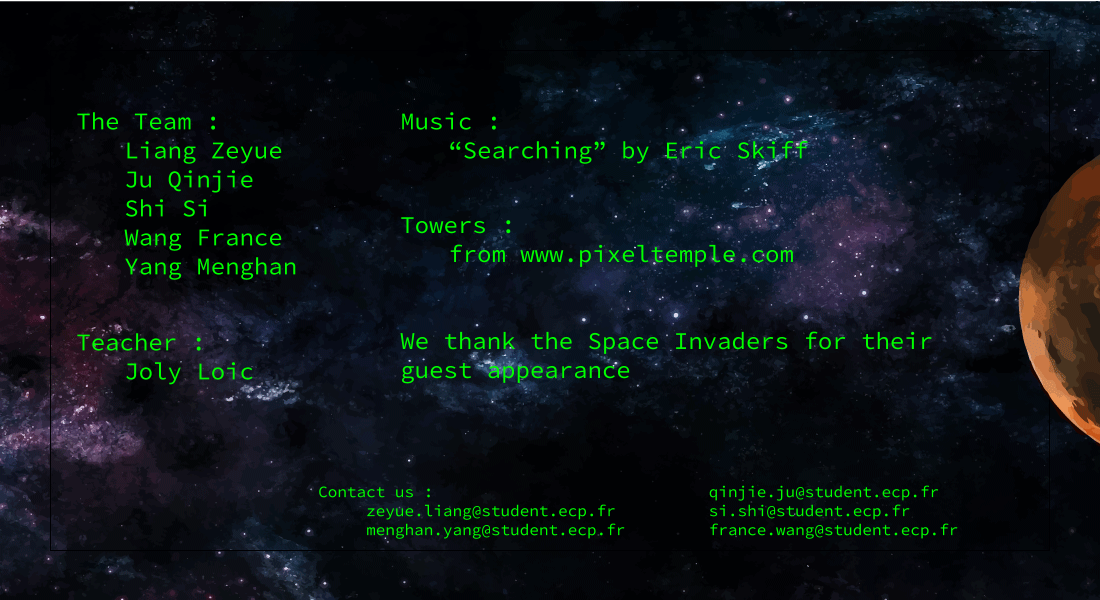 The Team :
Liang Zeyue
Ju Qinjie
Shi Si
Wang France
Yang Menghan
Teacher :
Joly Loic
Music :
“Searching” by Eric Skiff
Towers :
from www.pixeltemple.com
We thank the Space Invaders for their
guest appearance
Contact us :
zeyue.liang@student.ecp.fr
menghan.yang@student.ecp.fr
qinjie.ju@student.ecp.fr
si.shi@student.ecp.fr
france.wang@student.ecp.fr